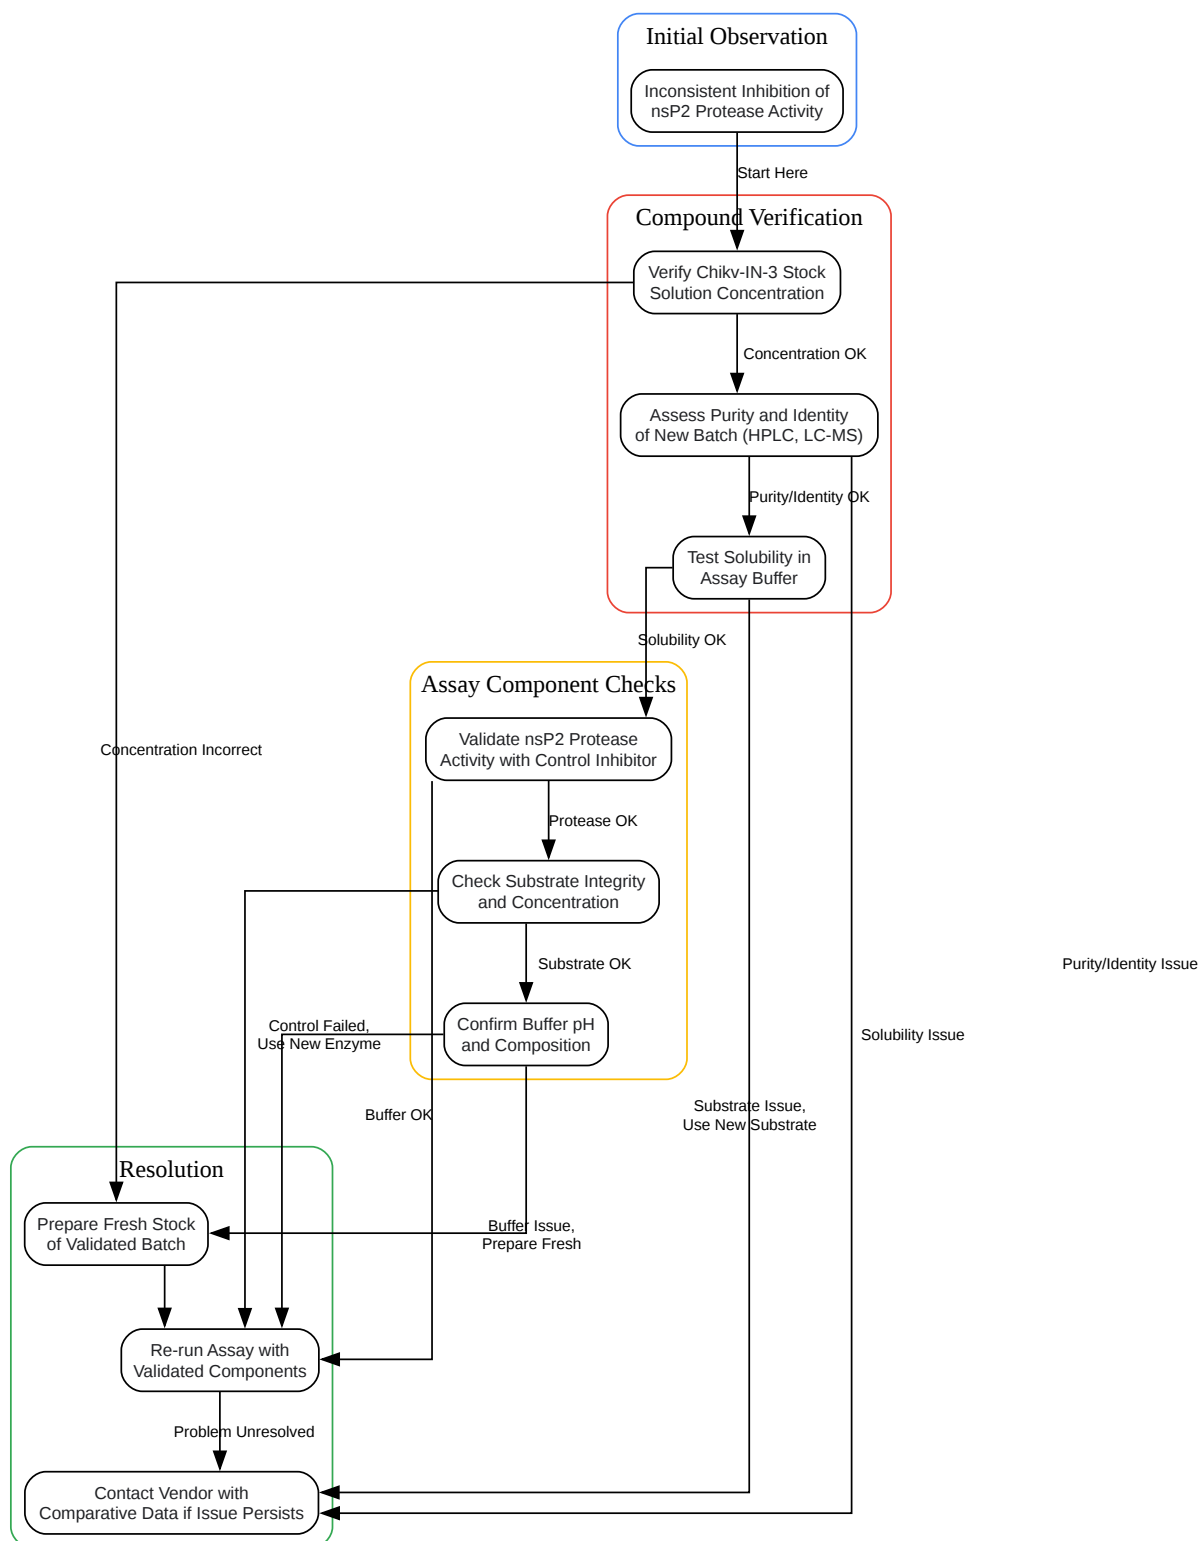 Initial Observation
Inconsistent Inhibition of
nsP2 Protease Activity
Start Here
Compound Verification
Verify Chikv-IN-3 Stock
Solution Concentration
Concentration OK
Assess Purity and Identity
of New Batch (HPLC, LC-MS)
Purity/Identity OK
Test Solubility in
Assay Buffer
Solubility OK
Assay Component Checks
Validate nsP2 Protease
Activity with Control Inhibitor
Concentration Incorrect
Protease OK
Check Substrate Integrity
and Concentration
Substrate OK
Purity/Identity Issue
Control Failed,
Use New Enzyme
Confirm Buffer pH
and Composition
Solubility Issue
Buffer OK
Substrate Issue,
Use New Substrate
Resolution
Prepare Fresh Stock
of Validated Batch
Buffer Issue,
Prepare Fresh
Re-run Assay with
Validated Components
Problem Unresolved
Contact Vendor with
Comparative Data if Issue Persists